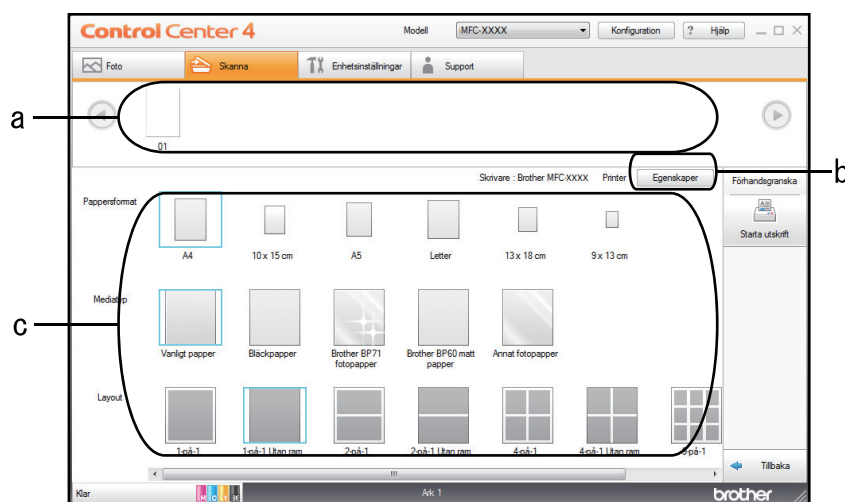 Control Center 4
Modell MFC-XXXX Konfiguration ? Hjälp
Foto Skanna Enhetsinställningar Support
a
01
Skrivare : Brother MFC-XXXX Printer Egenskaper
b
Förhandsgranska
Starta utskrift
Pappersformat
A4 10 x 15 cm A5 Letter 13 x 18 cm 9 x 13 cm
c
Mediatyp
Vanligt papper Bläckpapper Brother BP71 fotopapper Brother BP60 matt papper Annat fotopapper
Layout
1-på-1 1-på-1 Utan ram 2-på-1 2-på-1 Utan ram 4-på-1 4-på-1 Utan ram
Tillbaka
Klar M C Y BK Ark 1 brother